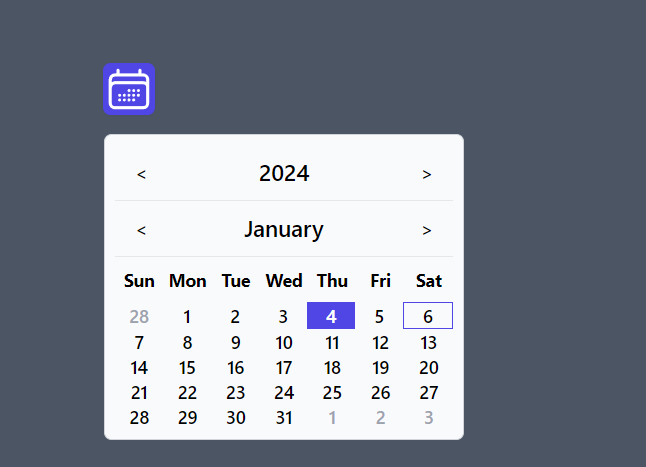 < 2024 >
< January >
Sun Mon Tue Wed Thu Fri Sat
28 1 2 3 4 5 6
7 8 9 10 11 12 13
14 15 16 17 18 19 20
21 22 23 24 25 26 27
28 29 30 31 1 2 3